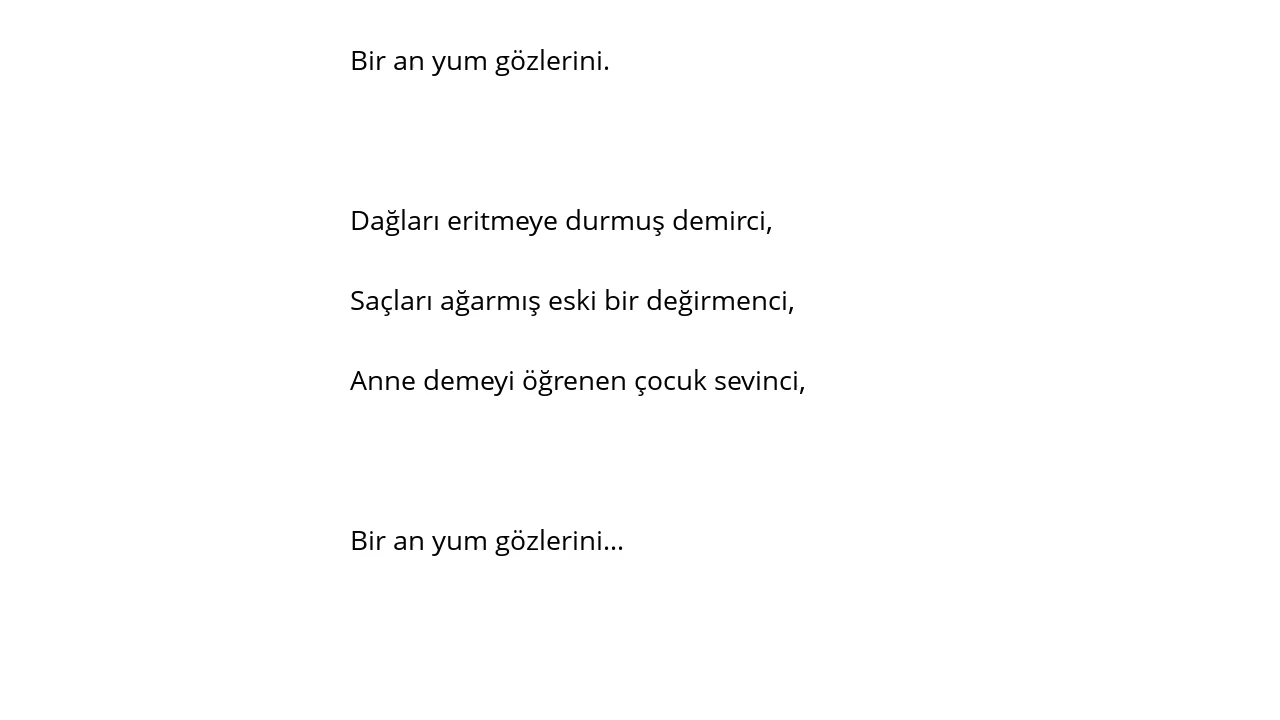 Bir an yum gözlerini.
Dağları eritmeye durmuş demirci,
Saçları ağarmış eski bir değirmenci,
Anne demeyi öğrenen çocuk sevinci,
Bir an yum gözlerini...